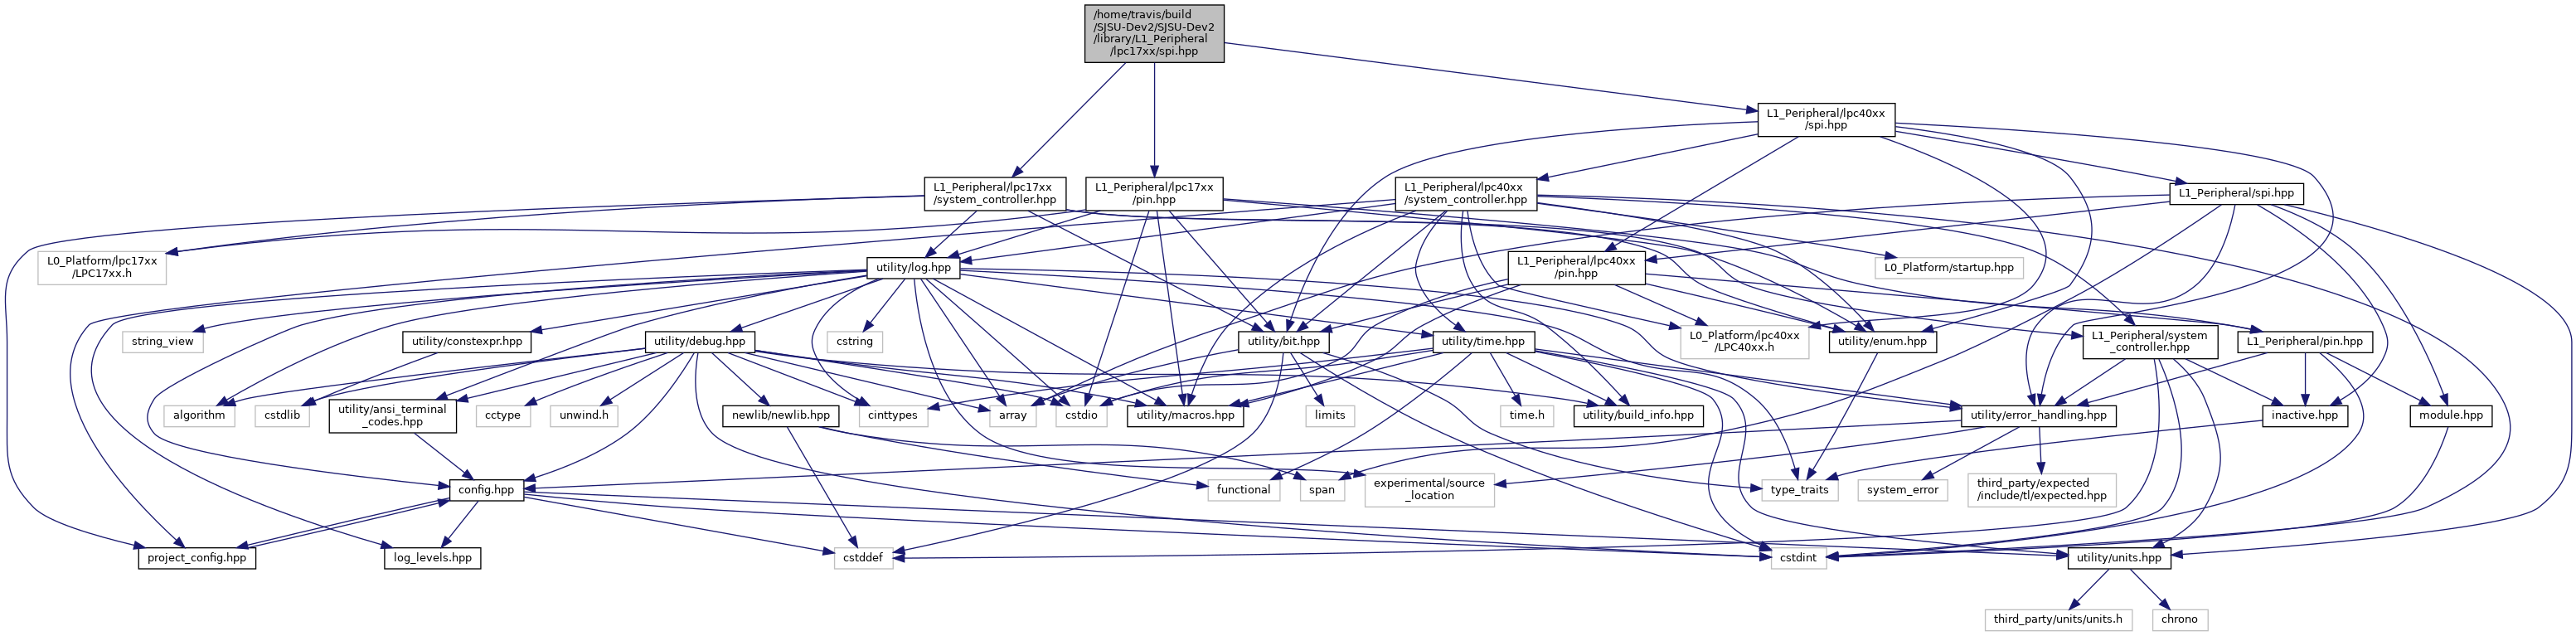 /home/travis/build
/SJSU-Dev2/SJSU-Dev2
/library/L1_Peripheral
/lpc17xx/spi.hpp
L1_Peripheral/lpc40xx
/spi.hpp
L1_Peripheral/lpc17xx
/system_controller.hpp
L1_Peripheral/lpc17xx
/pin.hpp
L1_Peripheral/lpc40xx
/system_controller.hpp
L1_Peripheral/spi.hpp
L0_Platform/lpc17xx
/LPC17xx.h
utility/log.hpp
L1_Peripheral/lpc40xx
/pin.hpp
L0_Platform/startup.hpp
string_view
utility/constexpr.hpp
utility/debug.hpp
cstring
utility/bit.hpp
utility/time.hpp
L0_Platform/lpc40xx
/LPC40xx.h
utility/enum.hpp
L1_Peripheral/system
_controller.hpp
L1_Peripheral/pin.hpp
algorithm
cstdlib
utility/ansi_terminal
_codes.hpp
cctype
unwind.h
newlib/newlib.hpp
cinttypes
array
cstdio
utility/macros.hpp
limits
time.h
utility/build_info.hpp
utility/error_handling.hpp
inactive.hpp
module.hpp
config.hpp
functional
span
experimental/source
_location
type_traits
system_error
third_party/expected
/include/tl/expected.hpp
project_config.hpp
log_levels.hpp
cstddef
cstdint
utility/units.hpp
third_party/units/units.h
chrono